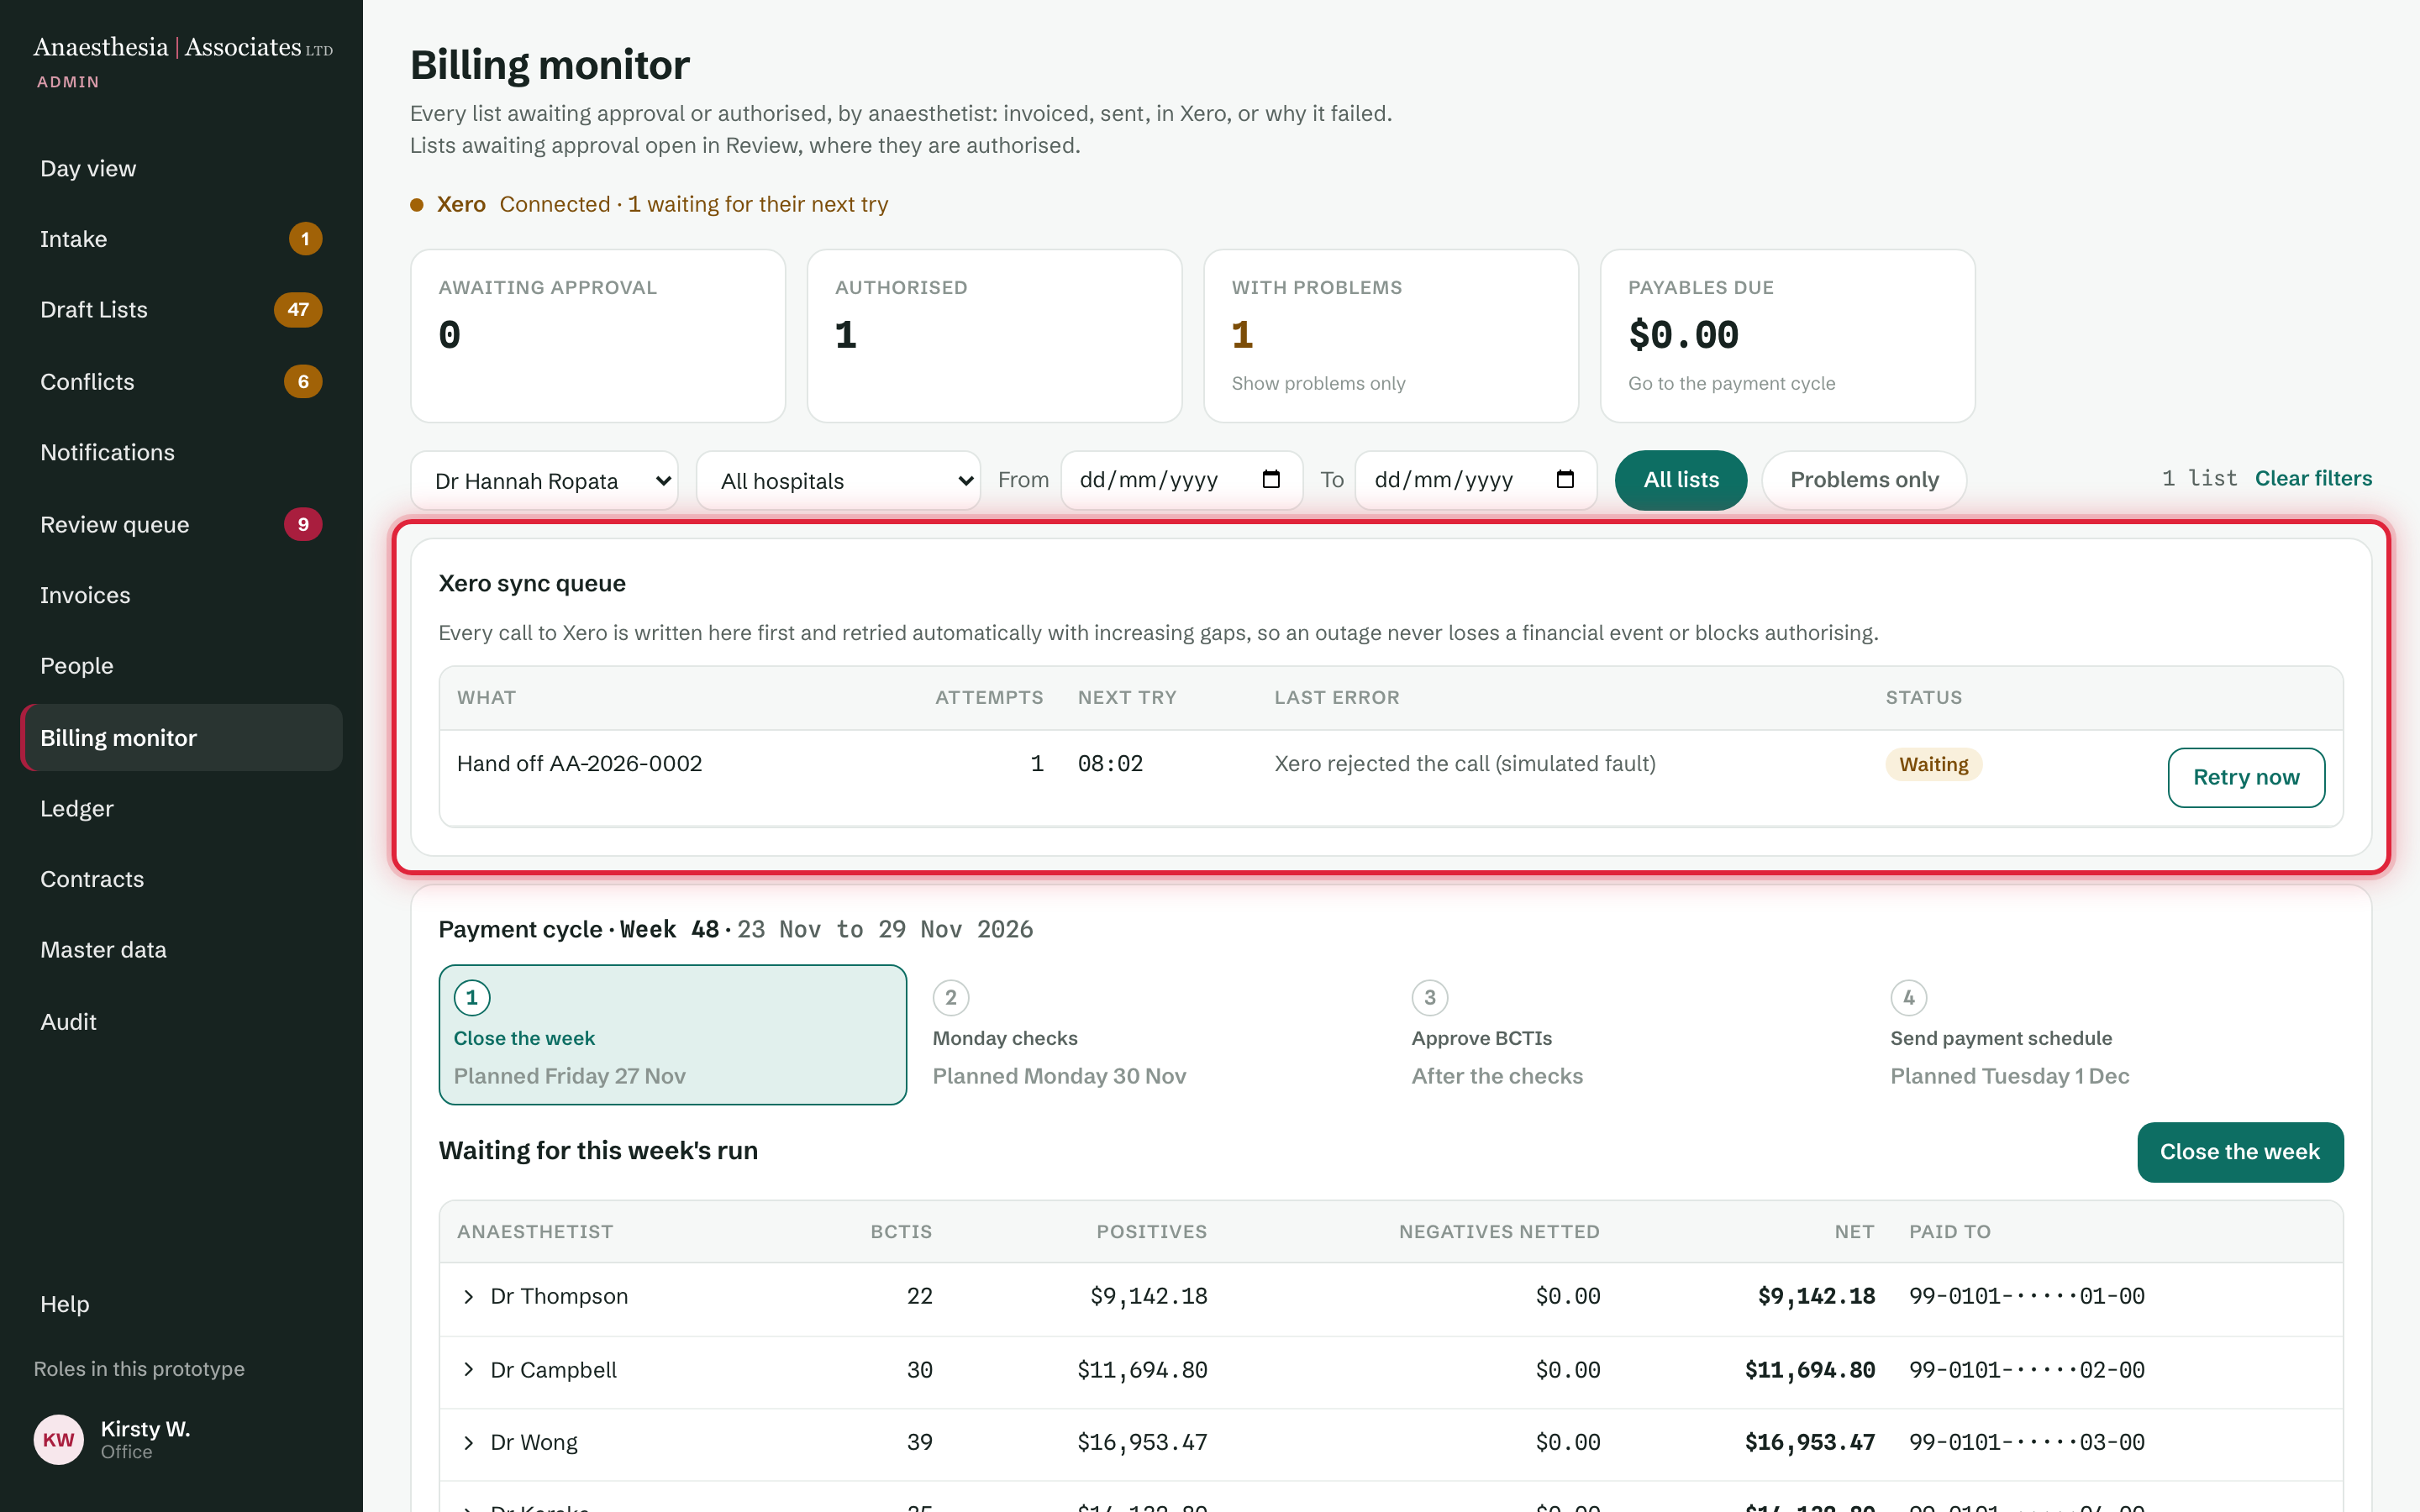 Anaesthesia | Associates LTD
ADMIN
Day view
Intake 1
Draft Lists 47
Conflicts 6
Notifications
Review queue 9
Invoices
People
Billing monitor
Ledger
Contracts
Master data
Audit
Help
Roles in this prototype
KW Kirsty W.
Office
Billing monitor
Every list awaiting approval or authorised, by anaesthetist: invoiced, sent, in Xero, or why it failed.
Lists awaiting approval open in Review, where they are authorised.
Xero Connected · 1 waiting for their next try
AWAITING APPROVAL
0
AUTHORISED
1
WITH PROBLEMS
1
Show problems only
PAYABLES DUE
$0.00
Go to the payment cycle
Dr Hannah Ropata All hospitals From dd/mm/yyyy To dd/mm/yyyy All lists Problems only 1 list Clear filters
Xero sync queue
Every call to Xero is written here first and retried automatically with increasing gaps, so an outage never loses a financial event or blocks authorising.
WHAT ATTEMPTS NEXT TRY LAST ERROR STATUS
Hand off AA-2026-0002 1 08:02 Xero rejected the call (simulated fault) Waiting Retry now
Payment cycle · Week 48 · 23 Nov to 29 Nov 2026
1
Close the week
Planned Friday 27 Nov
2
Monday checks
Planned Monday 30 Nov
3
Approve BCTIs
After the checks
4
Send payment schedule
Planned Tuesday 1 Dec
Waiting for this week's run Close the week
ANAESTHETIST BCTIS POSITIVES NEGATIVES NETTED NET PAID TO
Dr Thompson 22 $9,142.18 $0.00 $9,142.18 99-0101-·····01-00
Dr Campbell 30 $11,694.80 $0.00 $11,694.80 99-0101-·····02-00
Dr Wong 39 $16,953.47 $0.00 $16,953.47 99-0101-·····03-00